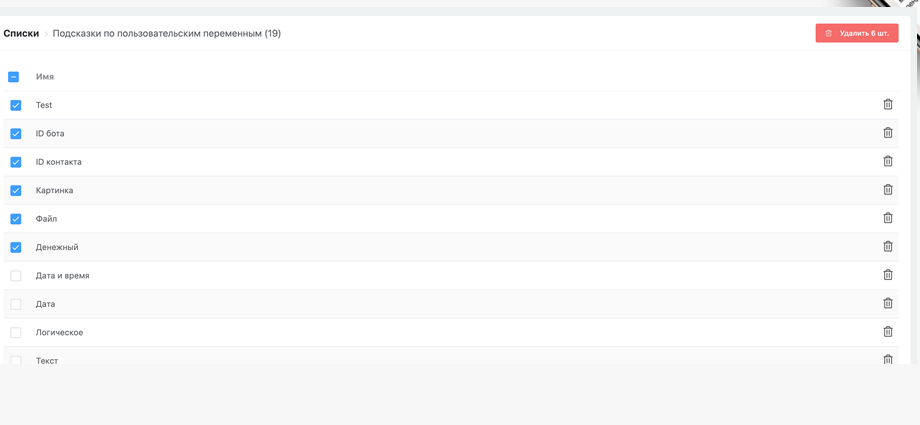 Списки > Подсказки по пользовательским переменным (19)
Удалить 6 шт.
Имя
Test
ID бота
ID контакта
Картинка
Файл
Денежный
Дата и время
Дата
Логическое
Текст